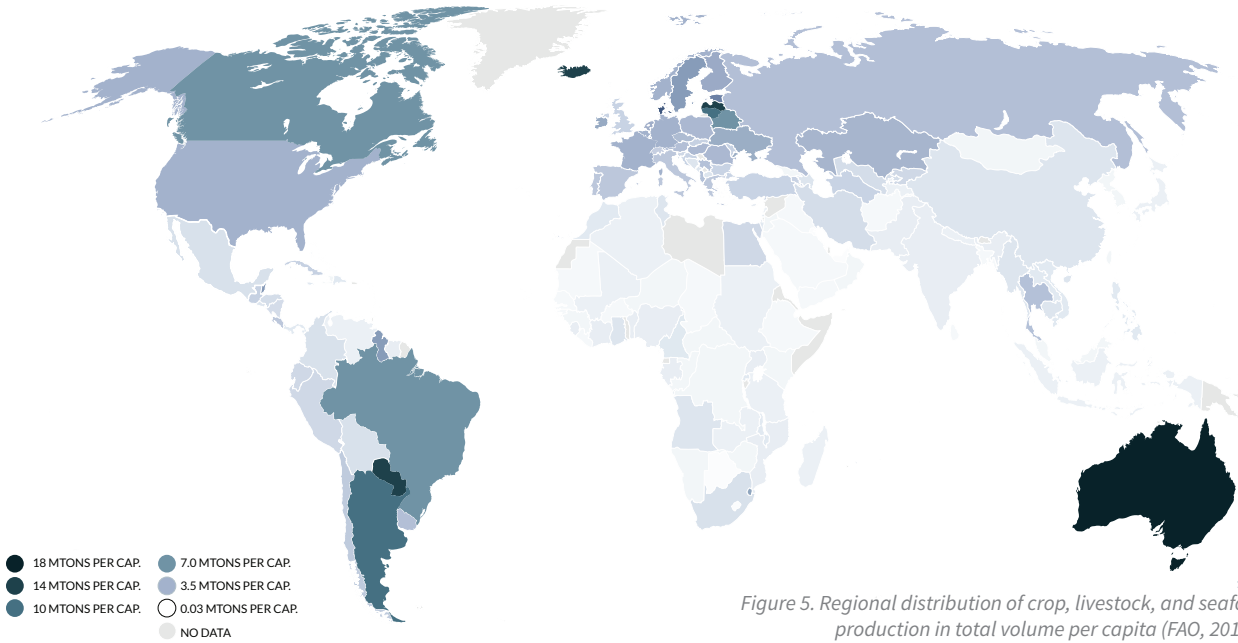 18 MTONS PER CAP.
14 MTONS PER CAP.
10 MTONS PER CAP.
7.0 MTONS PER CAP.
3.5 MTONS PER CAP.
0.03 MTONS PER CAP.
NO DATA
Figure 5. Regional distribution of crop, livestock, and
production in total volume per capita (FAO,